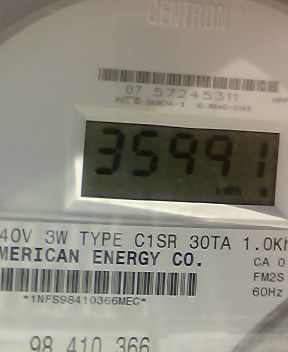 CENTRON®
07 57245311
35991
kWh
40V 3W TYPE C1SR 30TA 1.0Kh
MERICAN ENERGY CO.
CA 0
FM2S
60Hz
*1NFS98410366MEC*
98 410 366